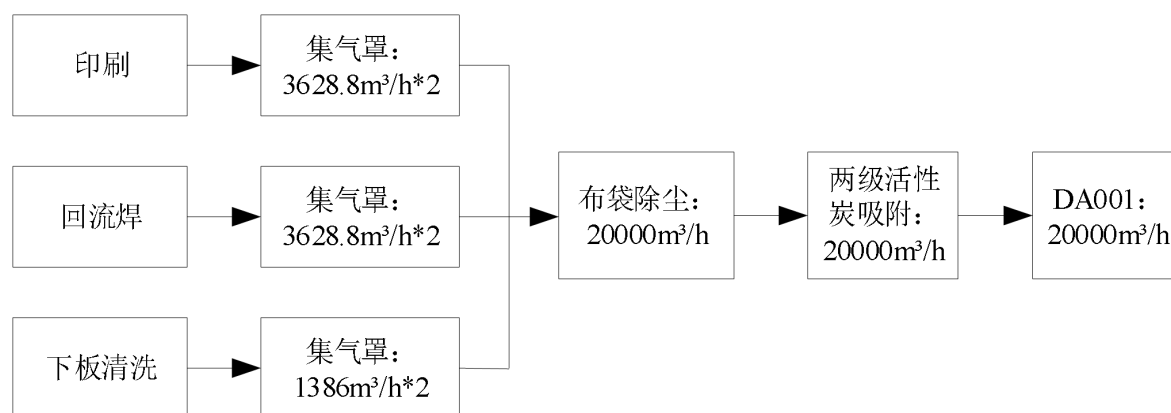 印刷
集气罩：
3628.8m³/h*2
回流焊
集气罩：
3628.8m³/h*2
下板清洗
集气罩：
1386m³/h*2
布袋除尘：
20000m³/h
两级活性
炭吸附：
20000m³/h
DA001：
20000m³/h